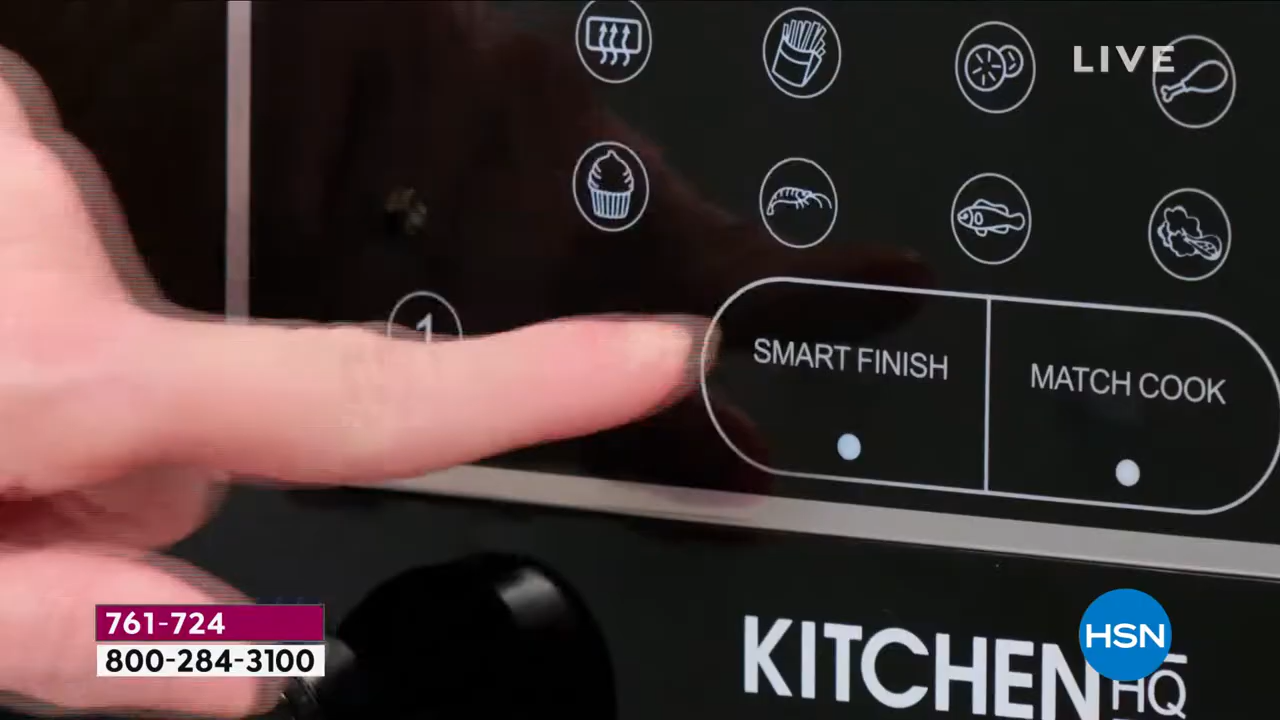 LIVE
1
SMART FINISH
MATCH COOK
761-724
800-284-3100
KITCHEN
HQ
HSN